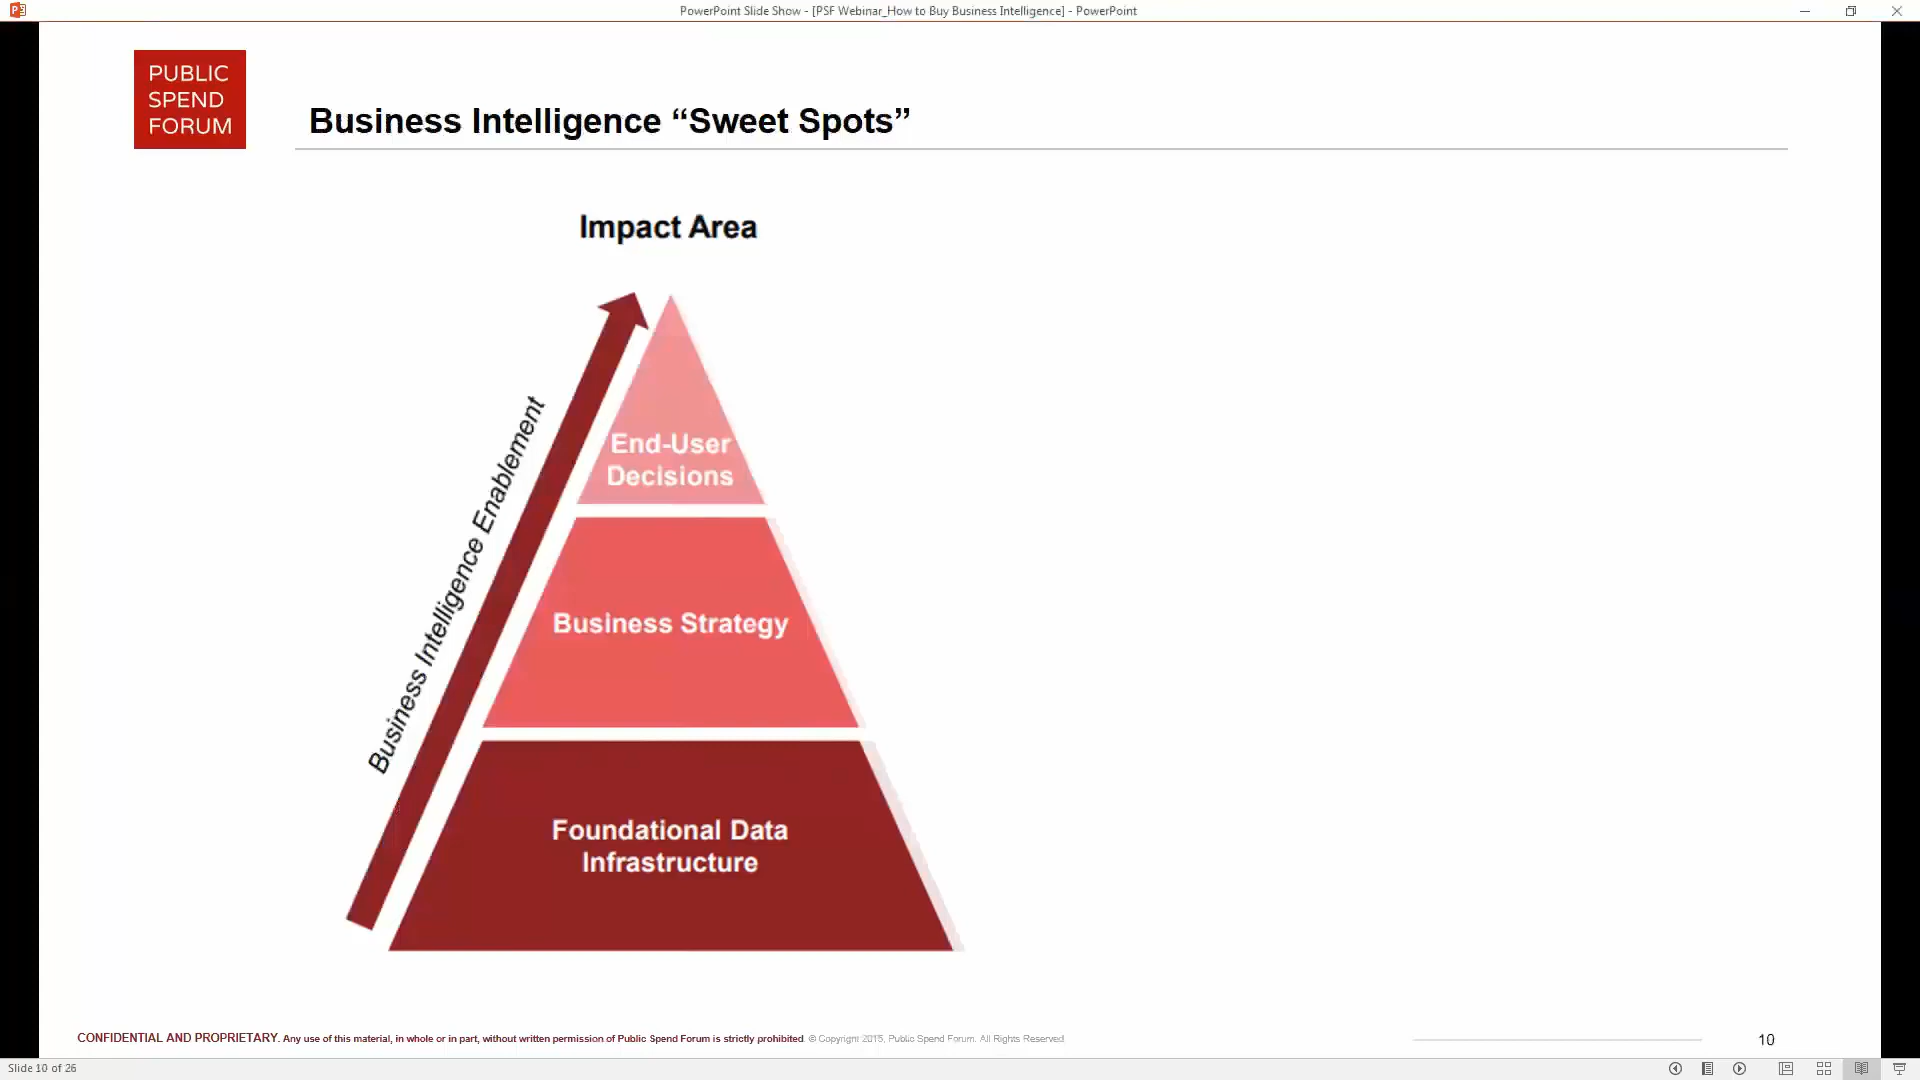 PowerPoint Slide Show - [PSF Webinar_How to Buy Business Intelligence] - PowerPoint
PUBLIC
SPEND
FORUM
Business Intelligence “Sweet Spots”
Impact Area
Business Intelligence Enablement
End-User
Decisions
Business Strategy
Foundational Data
Infrastructure
CONFIDENTIAL AND PROPRIETARY. Any use of this material, in whole or in part, without written permission of Public Spend Forum is strictly prohibited. © Copyright 2015, Public Spend Forum. All Rights Reserved.
10
Slide 10 of 26